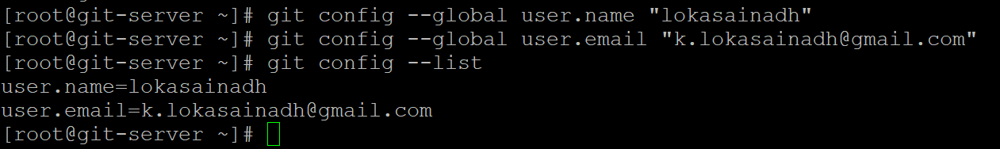 [root@git-server ~]# git config --global user.name "lokasainadh"
[root@git-server ~]# git config --global user.email "k.lokasainadh@gmail.com"
[root@git-server ~]# git config --list
user.name=lokasainadh
user.email=k.lokasainadh@gmail.com
[root@git-server ~]#